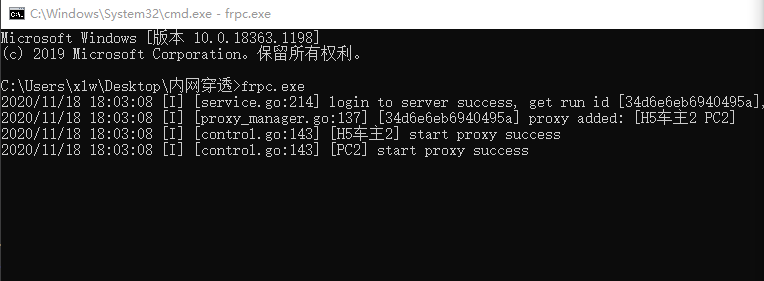 C:\Windows\System32\cmd.exe - frpc.exe
Microsoft Windows [版本 10.0.18363.1198]
(c) 2019 Microsoft Corporation。保留所有权利。
C:\Users\xlw\Desktop\内网穿透>frpc.exe
2020/11/18 18:03:08 [I] [service.go:214] login to server success, get run id [34d6e6eb6940495a],
2020/11/18 18:03:08 [I] [proxy_manager.go:137] [34d6e6eb6940495a] proxy added: [H5车主2 PC2]
2020/11/18 18:03:08 [I] [control.go:143] [H5车主2] start proxy success
2020/11/18 18:03:08 [I] [control.go:143] [PC2] start proxy success